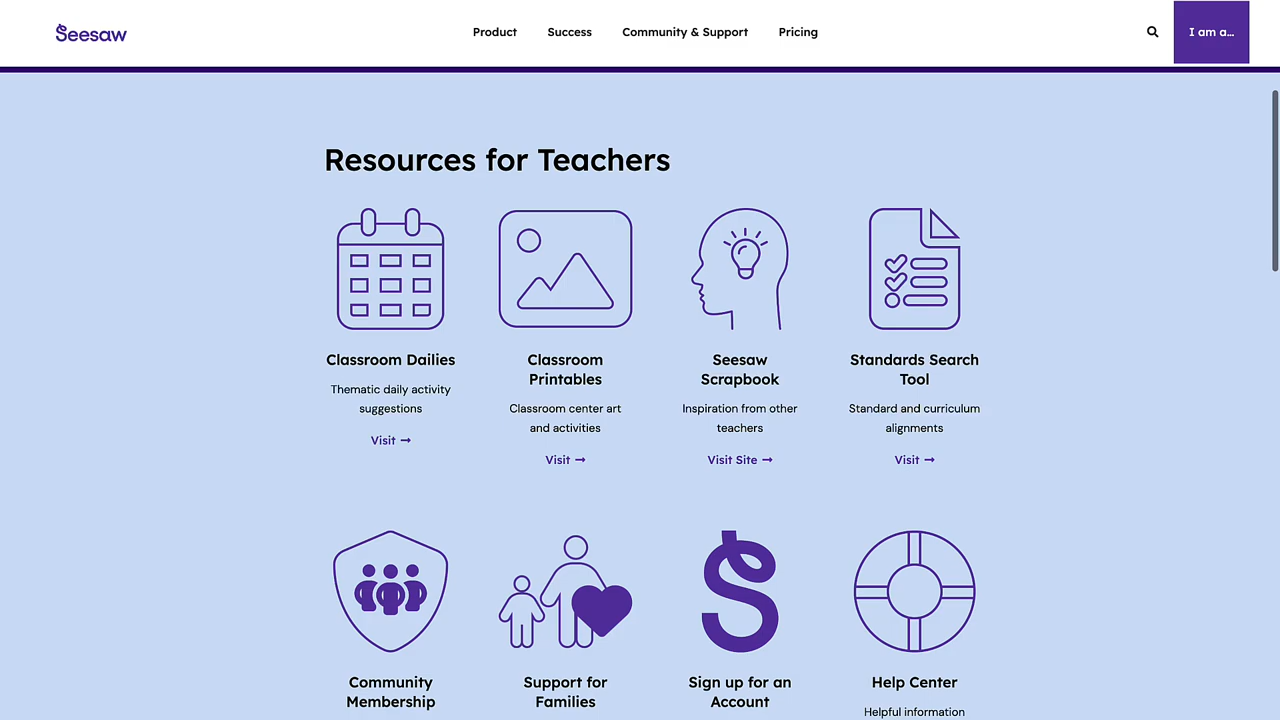 Seesaw
Product
Success
Community & Support
Pricing
I am a...
Resources for Teachers
Classroom Dailies
Thematic daily activity
suggestions
Visit →
Classroom
Printables
Classroom center art
and activities
Visit →
Seesaw
Scrapbook
Inspiration from other
teachers
Visit Site →
Standards Search
Tool
Standard and curriculum
alignments
Visit →
Community
Membership
Support for
Families
Sign up for an
Account
Help Center
Helpful information